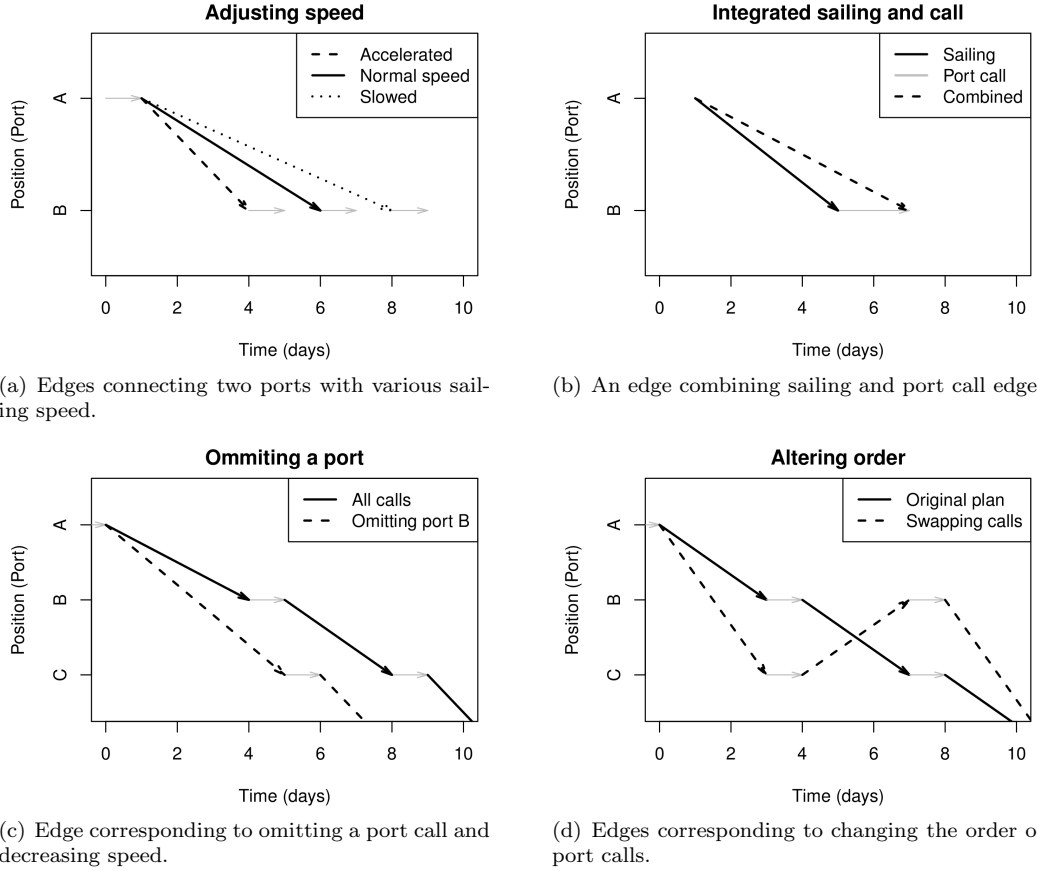 Adjusting speed
Accelerated
Normal speed
Slowed
Position (Port)
A
B
0 2 4 6 8 10
Time (days)
(a) Edges connecting two ports with various sail-
ing speed.
Integrated sailing and call
Sailing
Port call
Combined
Position (Port)
A
B
0 2 4 6 8 10
Time (days)
(b) An edge combining sailing and port call edge
Ommiting a port
All calls
Omitting port B
Position (Port)
A
B
C
0 2 4 6 8 10
Time (days)
(c) Edge corresponding to omitting a port call and
decreasing speed.
Altering order
Original plan
Swapping calls
Position (Port)
A
B
C
0 2 4 6 8 10
Time (days)
(d) Edges corresponding to changing the order o
port calls.